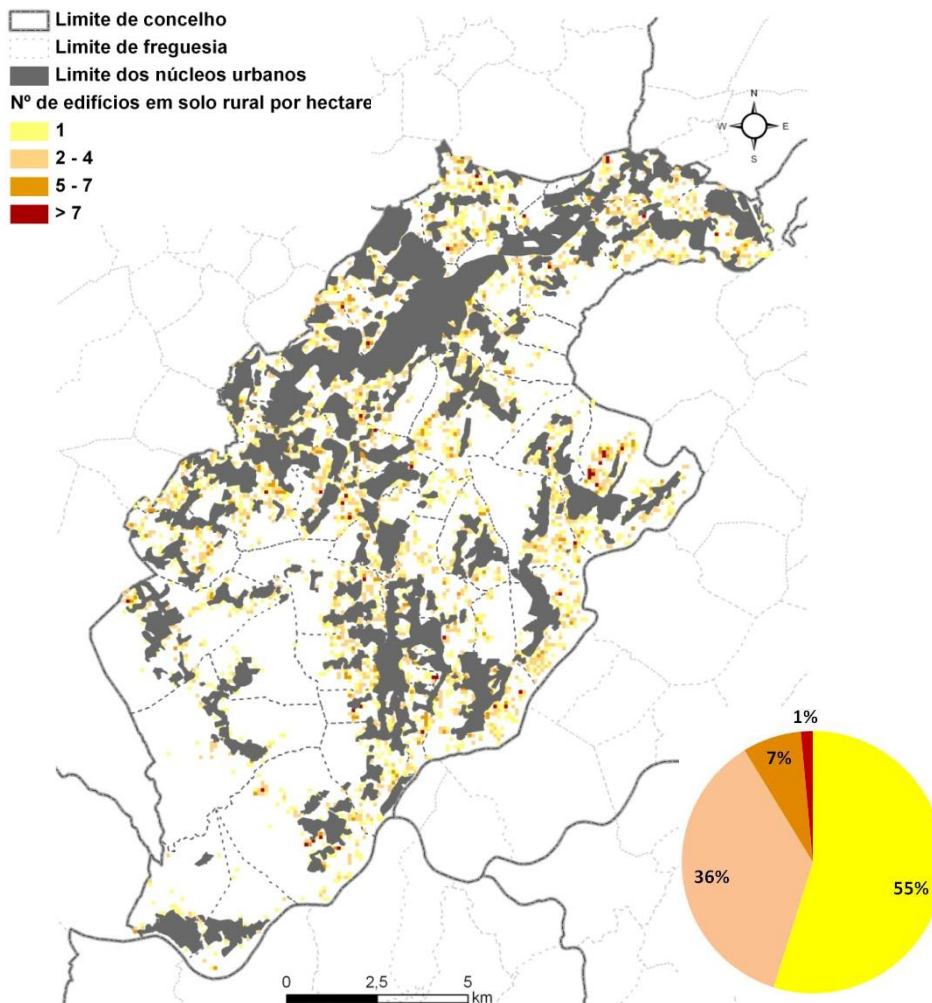 Limite de concelho
Limite de freguesia
Limite dos núcleos urbanos
Nº de edifícios em solo rural por hectare
1
2 - 4
5 - 7
> 7
N
W E
S
1%
7%
36%
55%
0 2,5 5
km